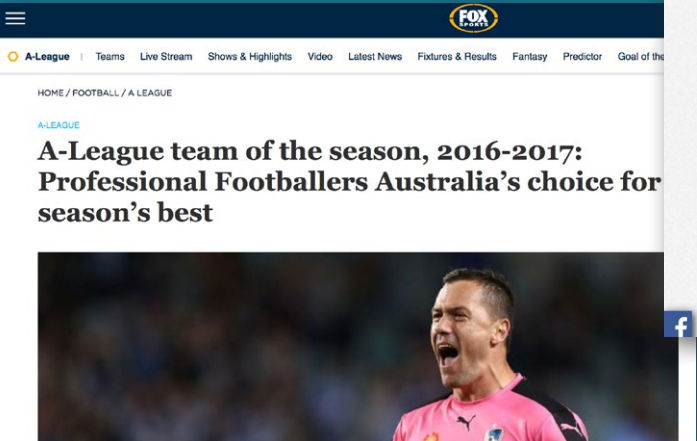 FOX
SPORTS
A-League | Teams Live Stream Shows & Highlights Video Latest News Fixtures & Results Fantasy Predictor Goal of the
HOME / FOOTBALL / A LEAGUE
A-LEAGUE
A-League team of the season, 2016-2017:
Professional Footballers Australia’s choice for
season’s best
f